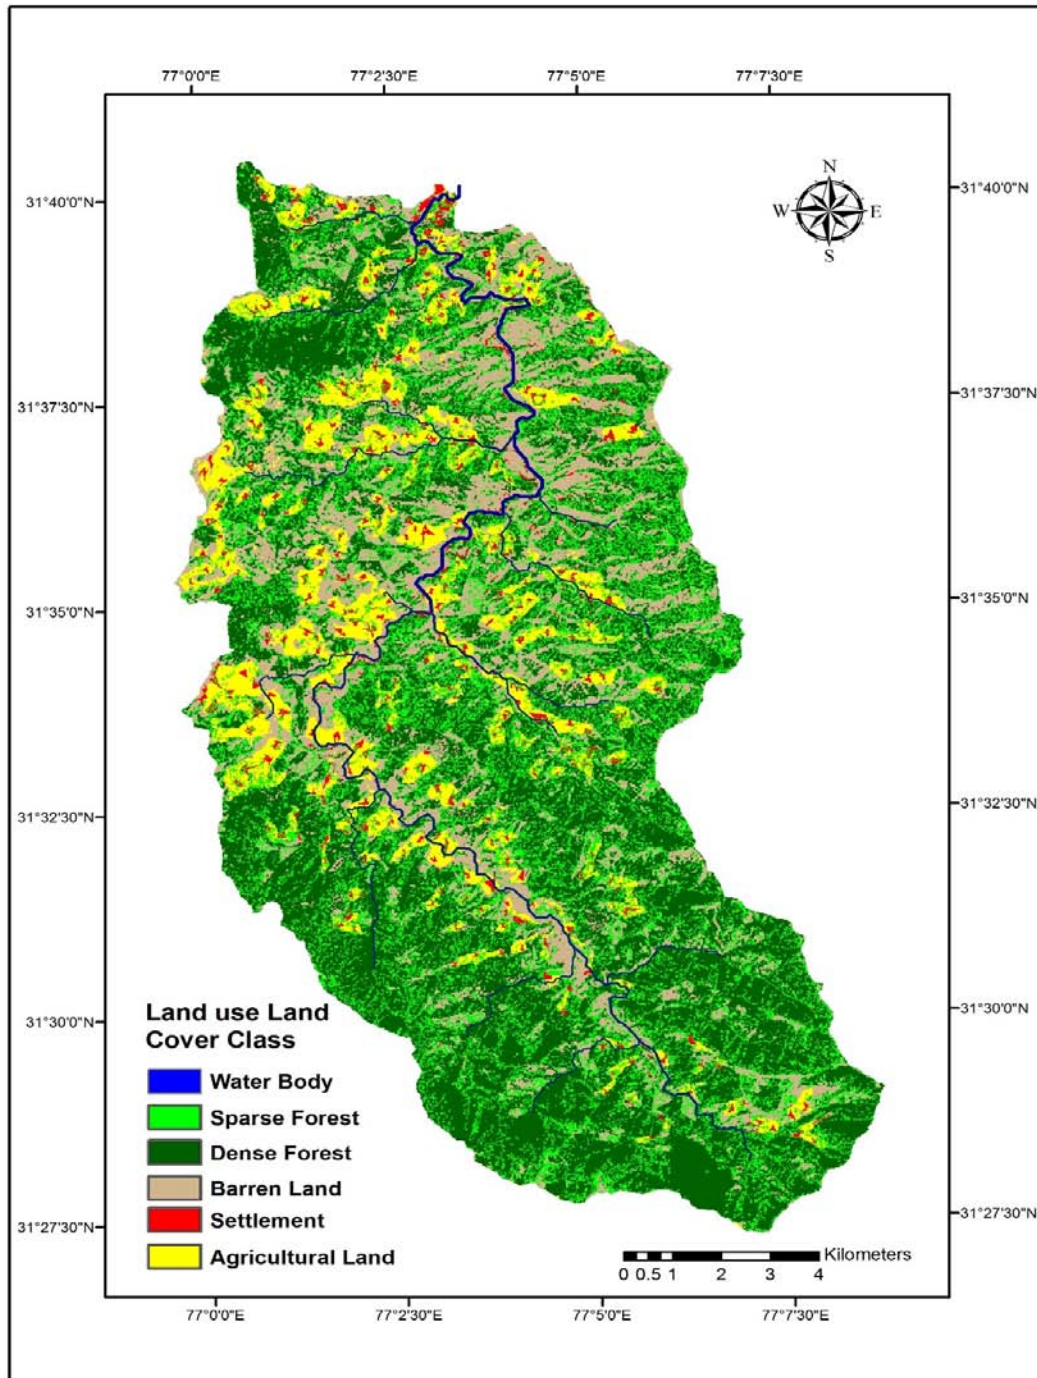 77°0'0"E 77°2'30"E 77°5'0"E 77°7'30"E
N
W E
S
31°40'0"N 31°40'0"N
31°37'30"N 31°37'30"N
31°35'0"N 31°35'0"N
31°32'30"N 31°32'30"N
31°30'0"N 31°30'0"N
Land use Land
Cover Class
Water Body
Sparse Forest
Dense Forest
Barren Land
Settlement
Agricultural Land
31°27'30"N 31°27'30"N
Kilometers
0 0.5 1 2 3 4
77°0'0"E 77°2'30"E 77°5'0"E 77°7'30"E